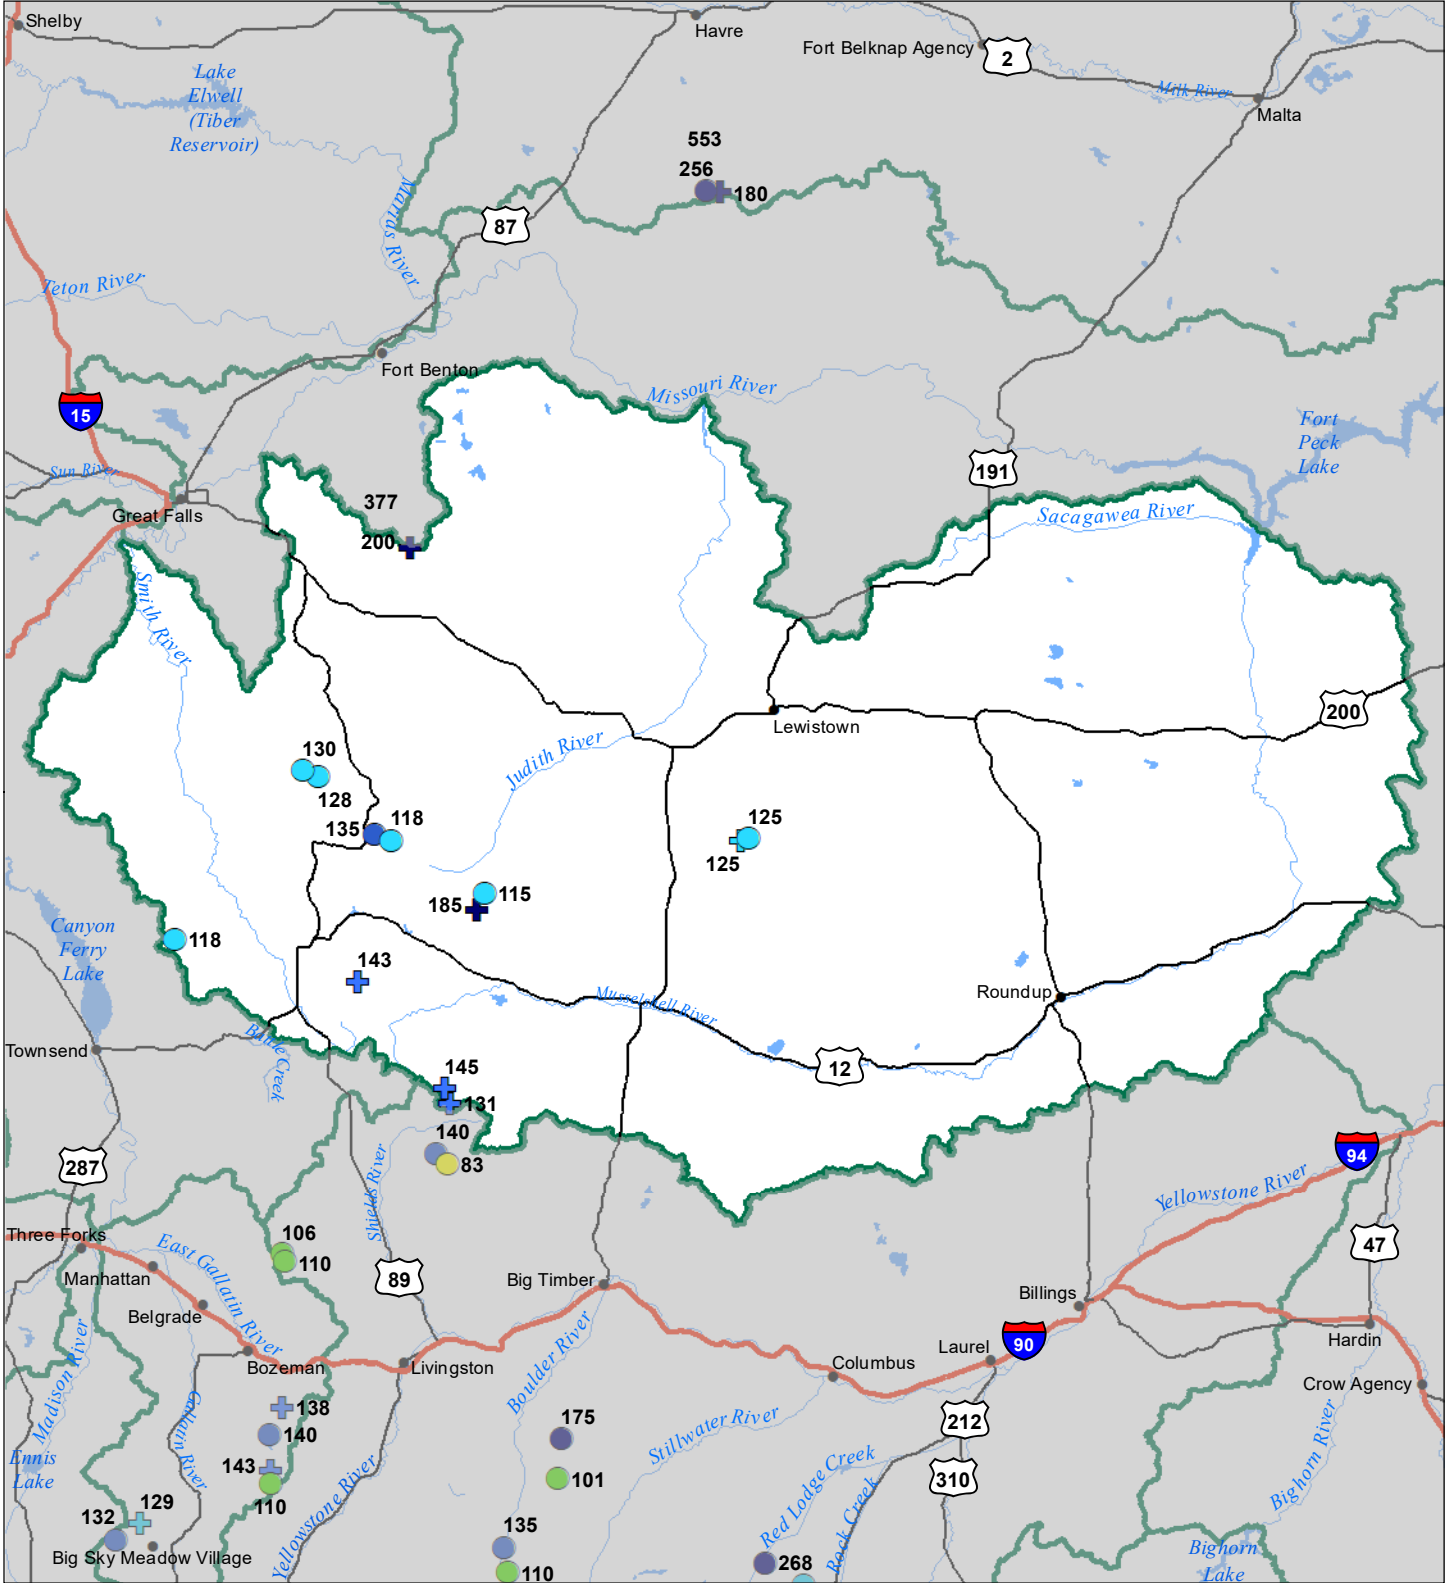 Shelby
Havre
Fort Belknap Agency
2
Lake
Elwell
(Tiber
Reservoir)
Milk River
Malta
553
256
180
Marias River
87
Teton River
Fort Benton
Missouri River
15
Fort
Peck
Lake
Sun River
191
377
Great Falls
Sacagawea River
200
Smith River
200
Lewistown
Judith River
130
128
135
118
125
125
115
185
Canyon
Ferry
Lake
118
143
Roundup
Musselshell River
Battle Creek
Townsend
12
145
131
140
83
287
94
Shields River
Yellowstone River
Three Forks
106
110
East Gallatin River
47
Manhattan
89
Big Timber
Billings
Belgrade
Boulder River
90
Laurel
Hardin
Madison River
Bozeman
Livingston
Columbus
Crow Agency
Gallatin River
138
175
Stillwater River
212
140
Ennis
Lake
143
101
Red Lodge Creek
310
Bighorn River
110
Yellowstone River
Rock Creek
129
132
135
Big Sky Meadow Village
268
Bighorn
Lake
110